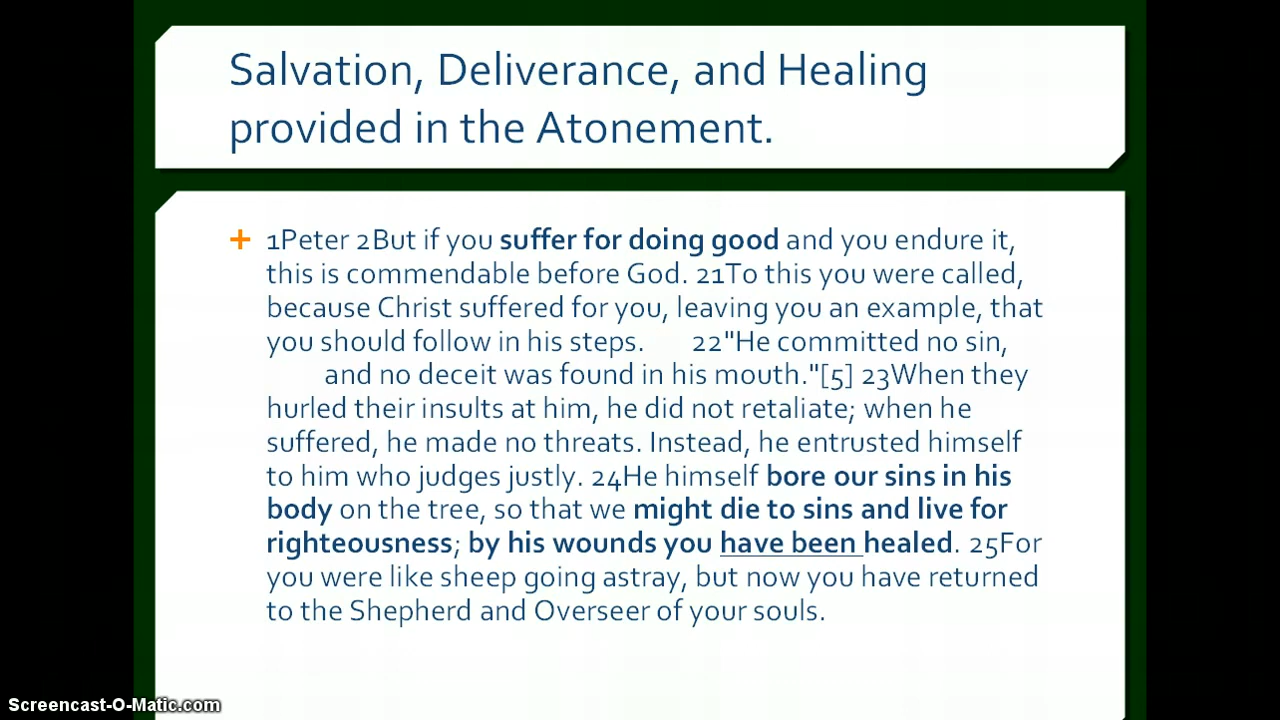 Salvation, Deliverance, and Healing
provided in the Atonement.
+ 1Peter 2But if you suffer for doing good and you endure it,
this is commendable before God. 21To this you were called,
because Christ suffered for you, leaving you an example, that
you should follow in his steps. 22"He committed no sin,
and no deceit was found in his mouth."[5] 23When they
hurled their insults at him, he did not retaliate; when he
suffered, he made no threats. Instead, he entrusted himself
to him who judges justly. 24He himself bore our sins in his
body on the tree, so that we might die to sins and live for
righteousness; by his wounds you have been healed. 25For
you were like sheep going astray, but now you have returned
to the Shepherd and Overseer of your souls.
Screencast-O-Matic.com